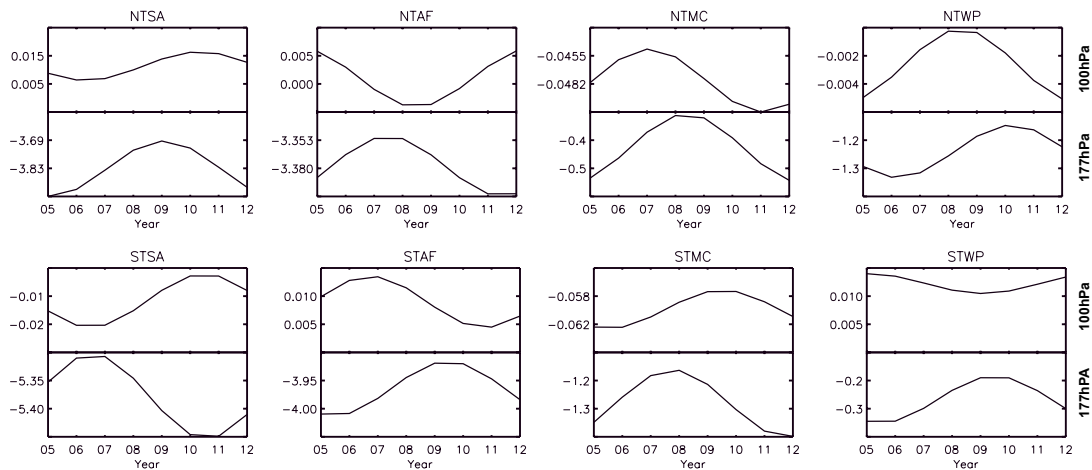 NTSA NTAF NTMC NTWP
0.015 0.005 -0.0455 -0.002
0.005 0.000 -0.0482 -0.004
100hPa
-3.69 -3.353 -0.4 -1.2
-3.83 -3.380 -0.5 -1.3
177hPa
05 06 07 08 09 10 11 12 05 06 07 08 09 10 11 12 05 06 07 08 09 10 11 12 05 06 07 08 09 10 11 12
Year Year Year Year
STSA STAF STMC STWP
-0.01 0.010 -0.058 0.010
-0.02 0.005 -0.062 0.005
100hPa
-5.35 -3.95 -1.2 -0.2
-5.40 -4.00 -1.3 -0.3
177hPA
05 06 07 08 09 10 11 12 05 06 07 08 09 10 11 12 05 06 07 08 09 10 11 12 05 06 07 08 09 10 11 12
Year Year Year Year